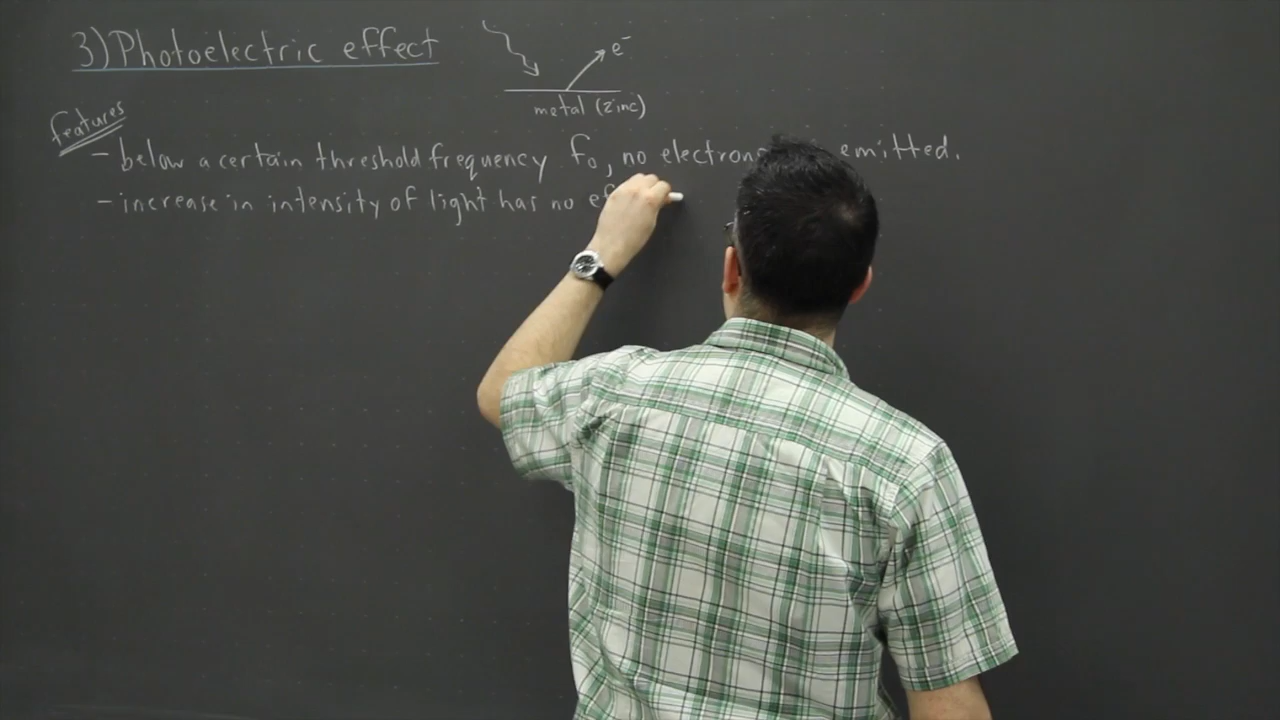 3) Photoelectric effect
e⁻
metal (zinc)
features
- below a certain threshold frequency f₀, no electron emitted.
- increase in intensity of light has no